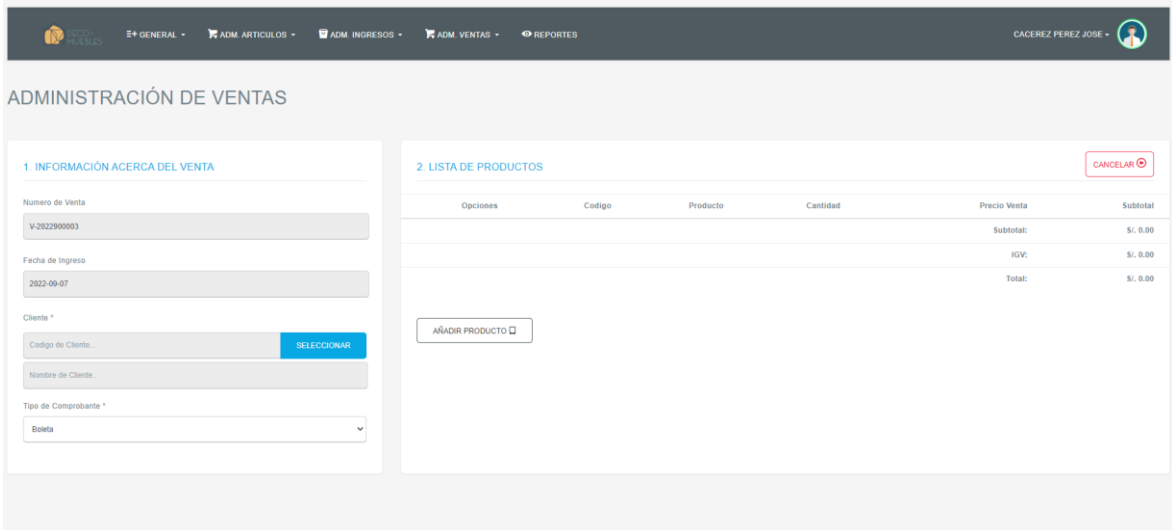 DECO-
MUEBLES
GENERAL
ADM. ARTICULOS
ADM. INGRESOS
ADM. VENTAS
REPORTES
CACEREZ PEREZ JOSE
ADMINISTRACIÓN DE VENTAS
1. INFORMACIÓN ACERCA DEL VENTA
Numero de Venta
V-2022900003
Fecha de Ingreso
2022-09-07
Cliente *
Codigo de Cliente... SELECCIONAR
Nombre de Cliente..
Tipo de Comprobante *
Boleta
2. LISTA DE PRODUCTOS
CANCELAR
Opciones Codigo Producto Cantidad Precio Venta Subtotal
Subtotal: S/. 0.00
IGV: S/. 0.00
Total: S/. 0.00
AÑADIR PRODUCTO